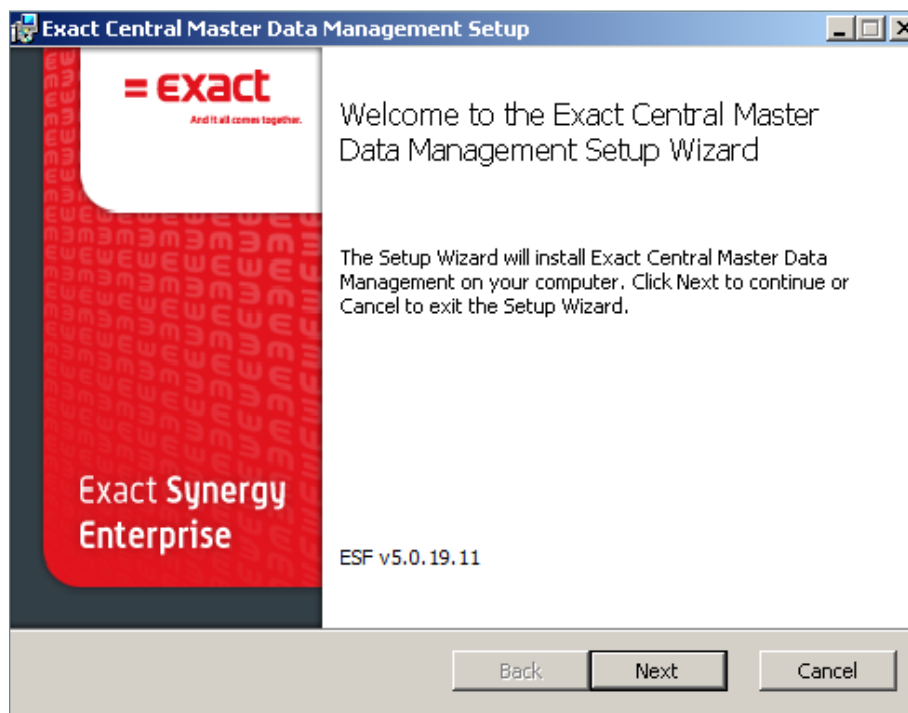 Exact Central Master Data Management Setup
= exact
And it all comes together.
Welcome to the Exact Central Master
Data Management Setup Wizard
The Setup Wizard will install Exact Central Master Data
Management on your computer. Click Next to continue or
Cancel to exit the Setup Wizard.
Exact Synergy
Enterprise
ESF v5.0.19.11
Back
Next
Cancel